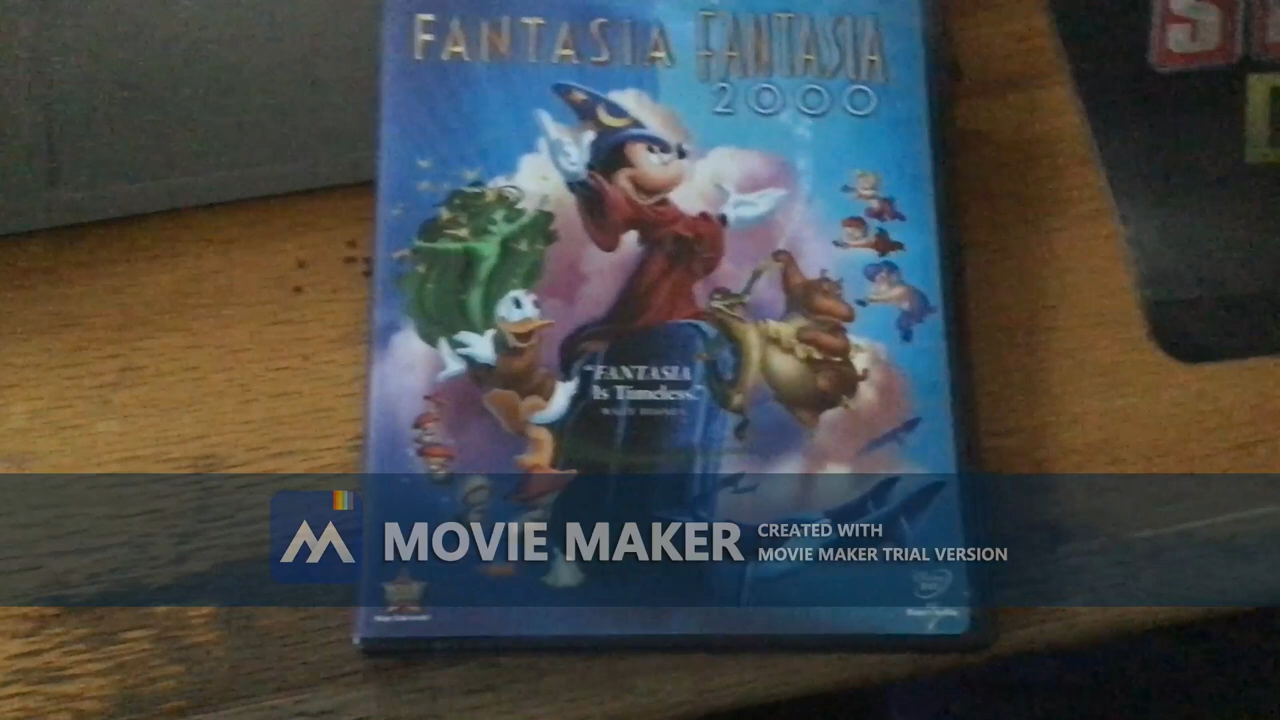 FANTASIA FANTASIA
2000
"FANTASIA
Is Timeless."
WALT DISNEY
MOVIE MAKER
CREATED WITH
MOVIE MAKER TRIAL VERSION
S